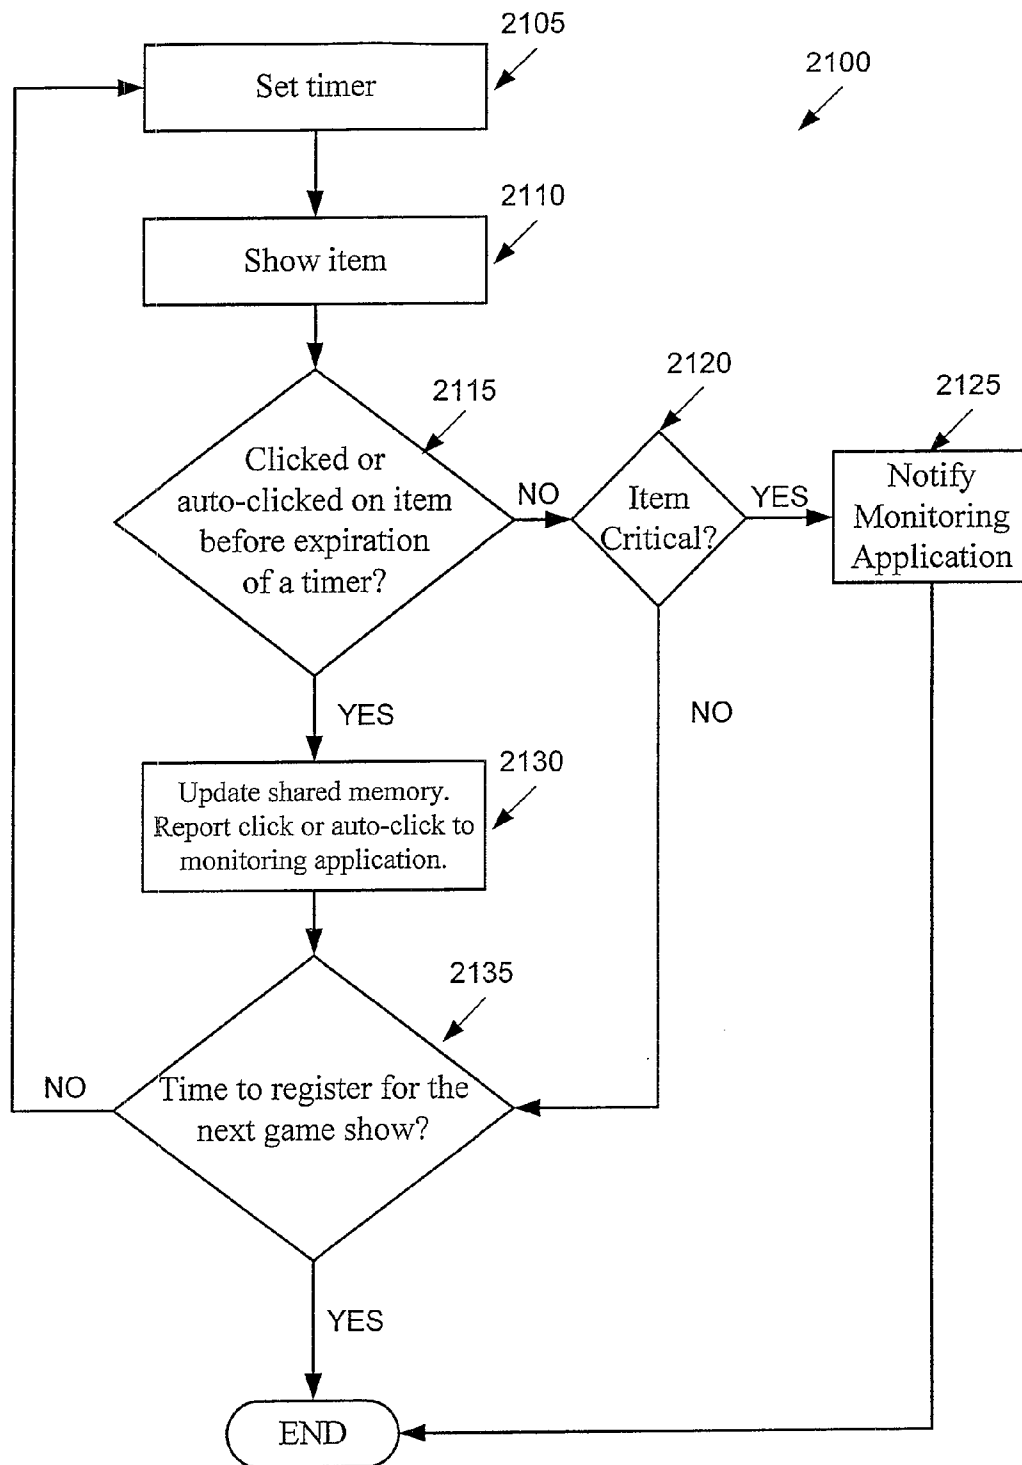 2105
Set timer
2100
2110
Show item
2115
Clicked or
auto-clicked on item
before expiration
of a timer?
NO
2120
Item
Critical?
YES
2125
Notify
Monitoring
Application
YES
NO
2130
Update shared memory.
Report click or auto-click to
monitoring application.
2135
Time to register for the
next game show?
NO
YES
END